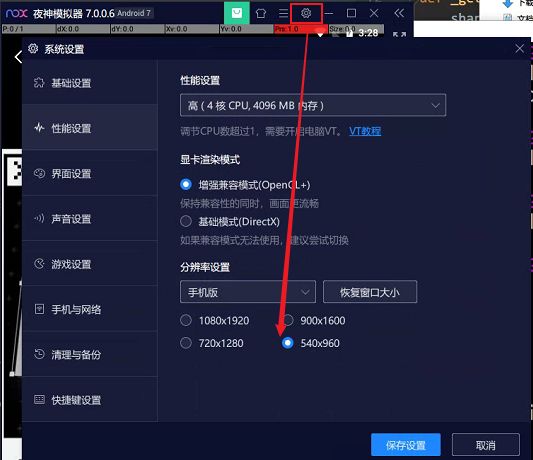 nox 夜神模拟器 7.0.0.6 Android 7
P: 0 / 1 dX: 0.0 dY: 0.0 Xv: 0.0 Yv: 0.0 Prs: 1.0 Size: 0.0
3:28
系统设置
基础设置
性能设置
界面设置
声音设置
游戏设置
手机与网络
清理与备份
快捷键设置
性能设置
高 ( 4 核 CPU, 4096 MB 内存 )
调节CPU数超过1，需要开启电脑VT。 VT教程
显卡渲染模式
增强兼容模式(OpenGL+)
保持兼容性的同时，画面更流畅
基础模式(DirectX)
如果兼容模式无法使用，建议尝试切换
分辨率设置
手机版 恢复窗口大小
1080x1920 900x1600
720x1280 540x960
保存设置 取消
下载
文档